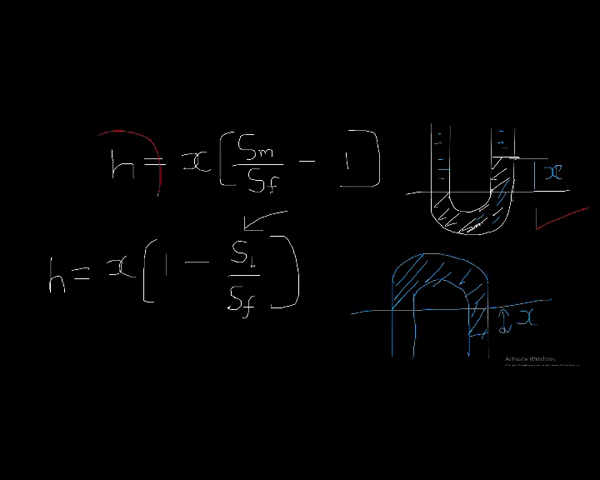 h = x [ Sm/Sf - 1 ]
x
h = x [ 1 - S1/Sf ]
x
Activate Windows